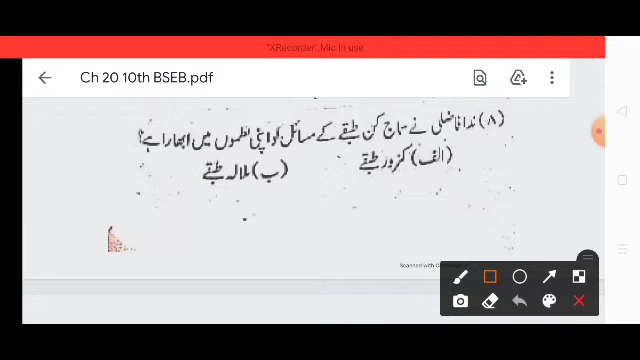 "XRecorder",Mic in use
Ch 20 10th BSEB.pdf
(۸) ندا فاضلی نے سماج کن طبقے کے مسائل کو اپنی نظموں میں ابھارا ہے؟
(الف) کمزور طبقے
(ب) ملالہ طبقے
Scanned with